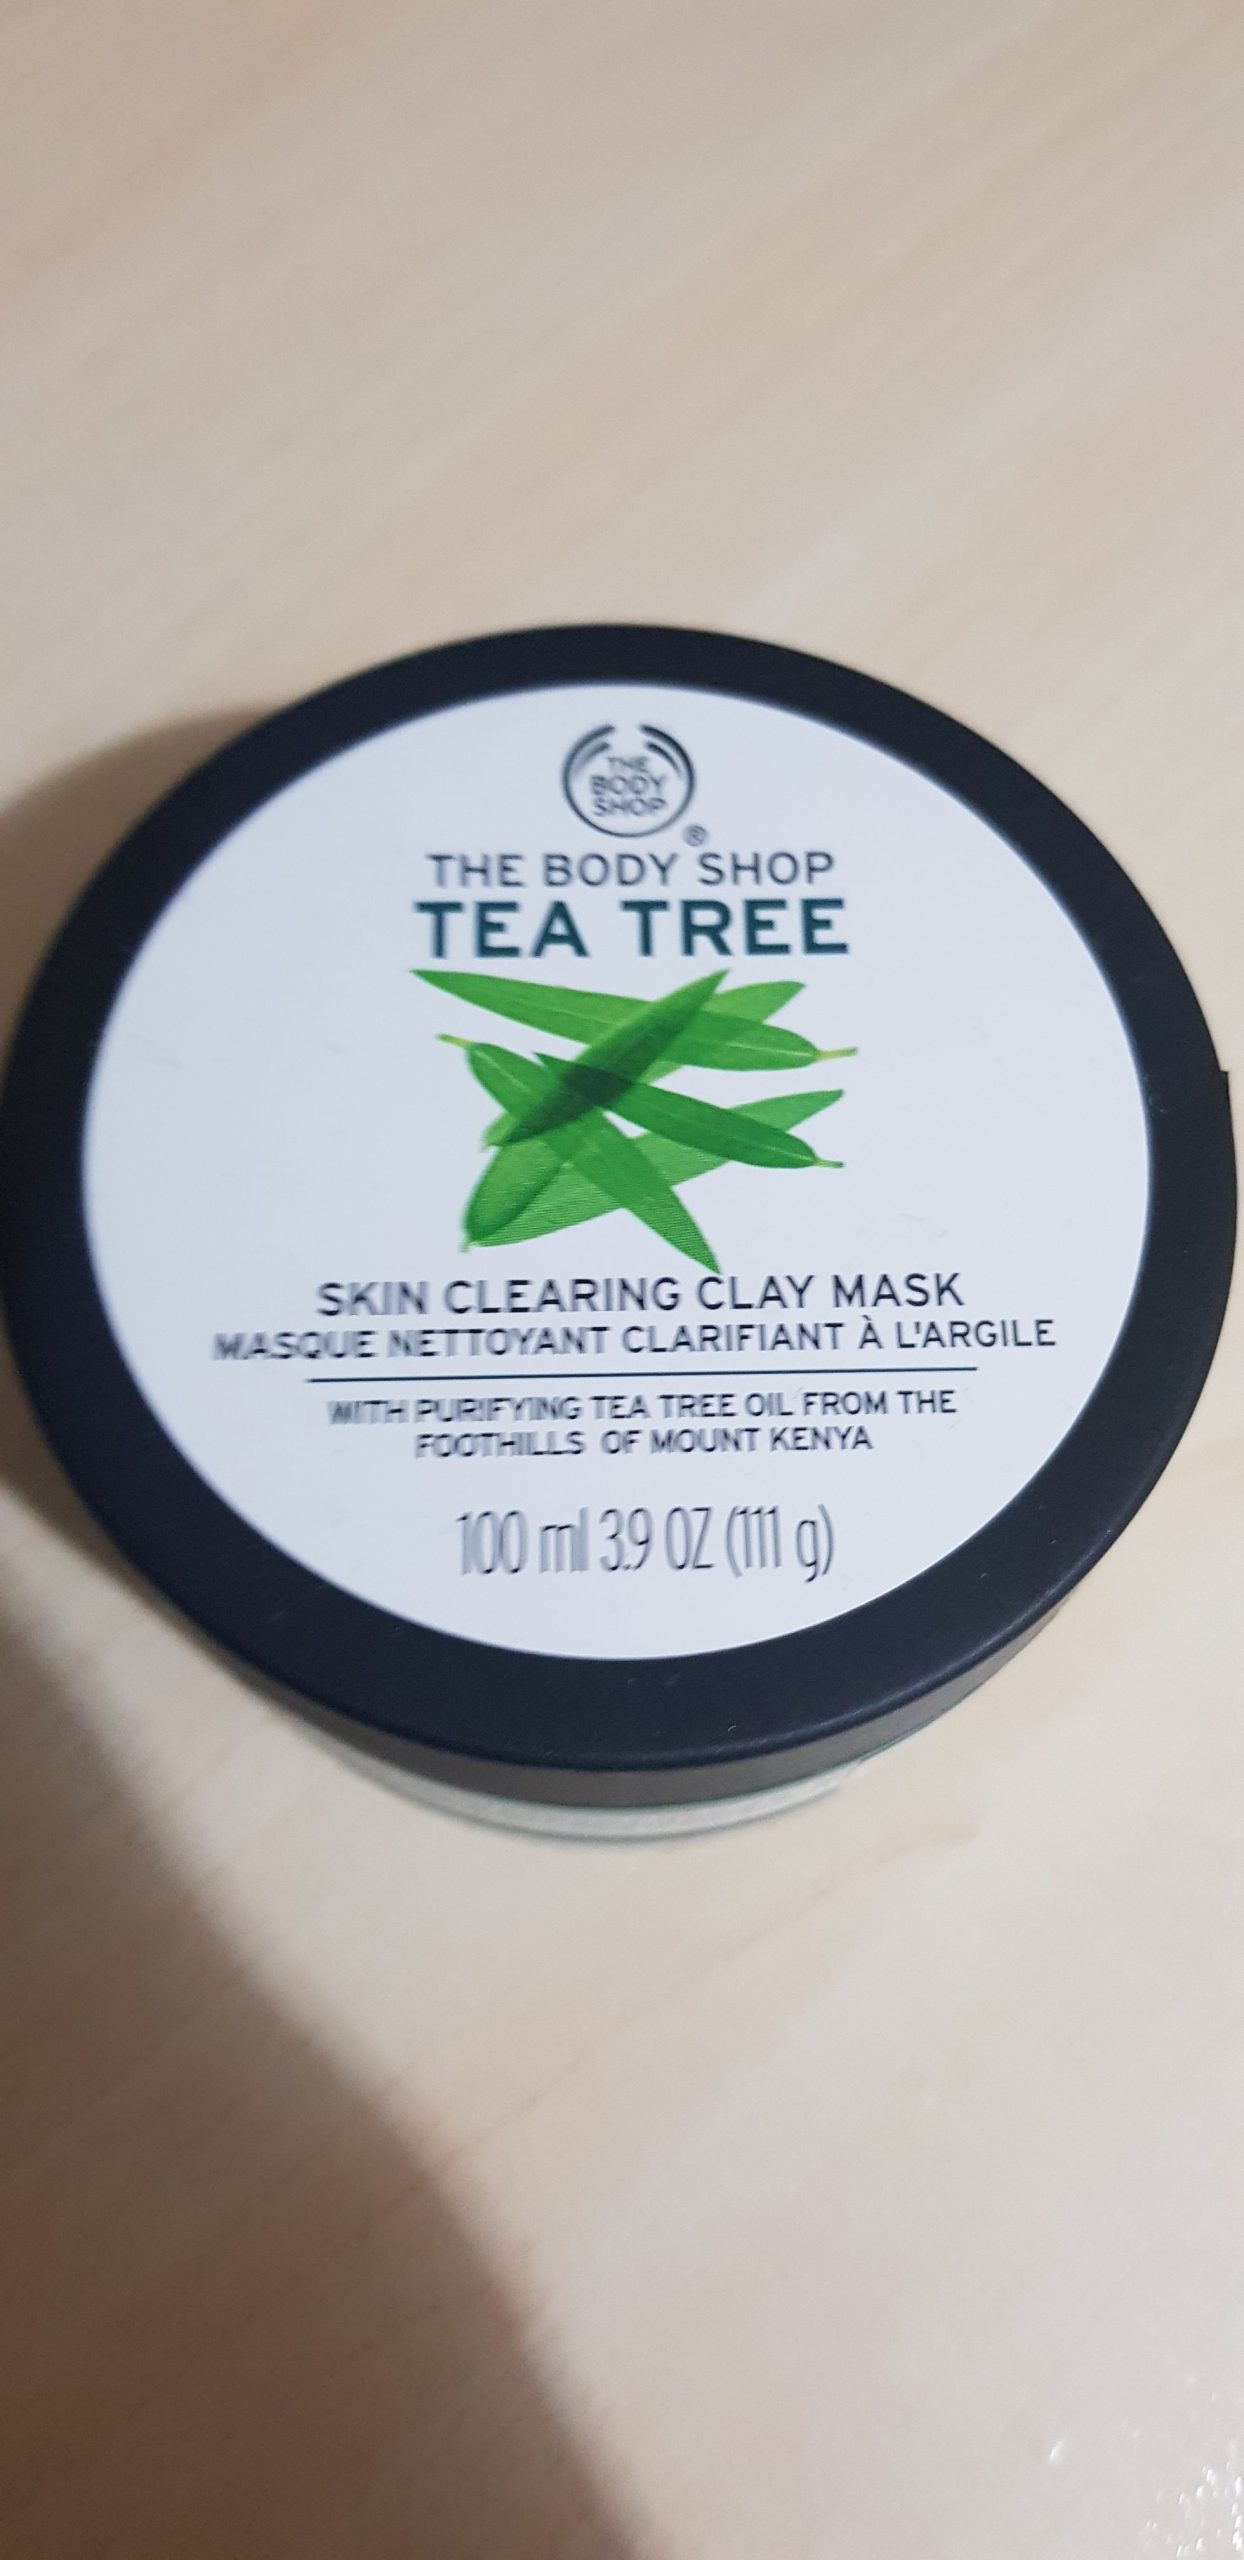 THE
BODY
SHOP
®
THE BODY SHOP
TEA TREE
SKIN CLEARING CLAY MASK
MASQUE NETTOYANT CLARIFIANT À L'ARGILE
WITH PURIFYING TEA TREE OIL FROM THE
FOOTHILLS OF MOUNT KENYA
100 ml 3.9 OZ (111 g)